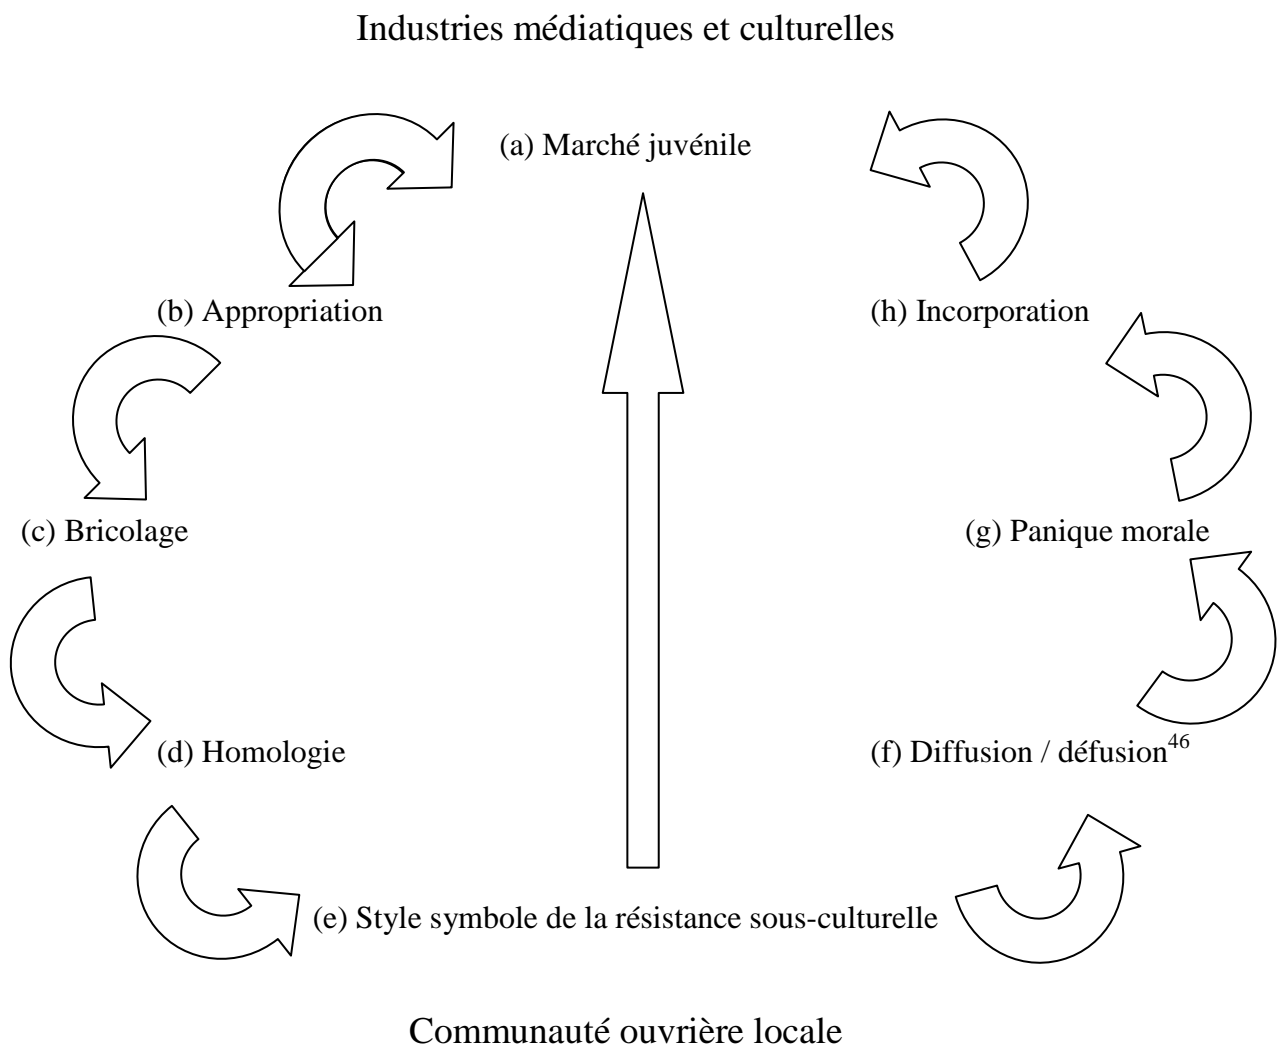 Industries médiatiques et culturelles
(a) Marché juvénile
(b) Appropriation
(h) Incorporation
(c) Bricolage
(g) Panique morale
(d) Homologie
(f) Diffusion / défusion46
(e) Style symbole de la résistance sous-culturelle
Communauté ouvrière locale